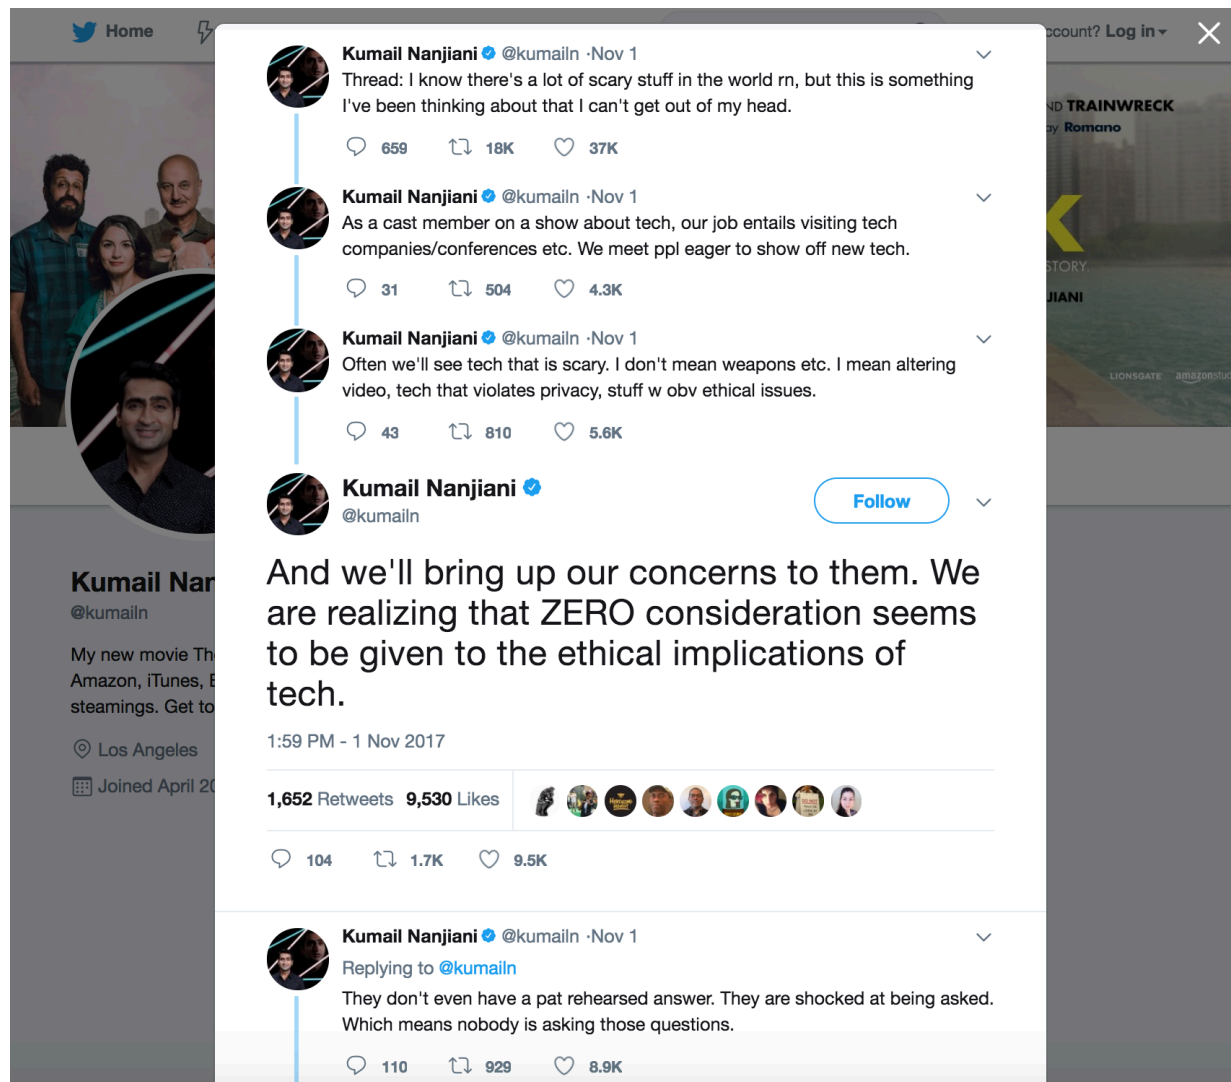 Home
ccount? Log in
Kumail Nanjiani @kumailn ·Nov 1
Thread: I know there's a lot of scary stuff in the world rn, but this is something
I've been thinking about that I can't get out of my head.
659 18K 37K
ND TRAINWRECK
by Romano
Kumail Nanjiani @kumailn ·Nov 1
As a cast member on a show about tech, our job entails visiting tech
companies/conferences etc. We meet ppl eager to show off new tech.
31 504 4.3K
K
STORY.
JIANI
Kumail Nanjiani @kumailn ·Nov 1
Often we'll see tech that is scary. I don't mean weapons etc. I mean altering
video, tech that violates privacy, stuff w obv ethical issues.
43 810 5.6K
LIONSGATE amazonstud
Kumail Nanjiani
@kumailn
Follow
And we'll bring up our concerns to them. We
are realizing that ZERO consideration seems
to be given to the ethical implications of
tech.
1:59 PM - 1 Nov 2017
1,652 Retweets 9,530 Likes
104 1.7K 9.5K
Kumail Nan
@kumailn
My new movie Th
Amazon, iTunes, E
steamings. Get to
Los Angeles
Joined April 20
Kumail Nanjiani @kumailn ·Nov 1
Replying to @kumailn
They don't even have a pat rehearsed answer. They are shocked at being asked.
Which means nobody is asking those questions.
110 929 8.9K